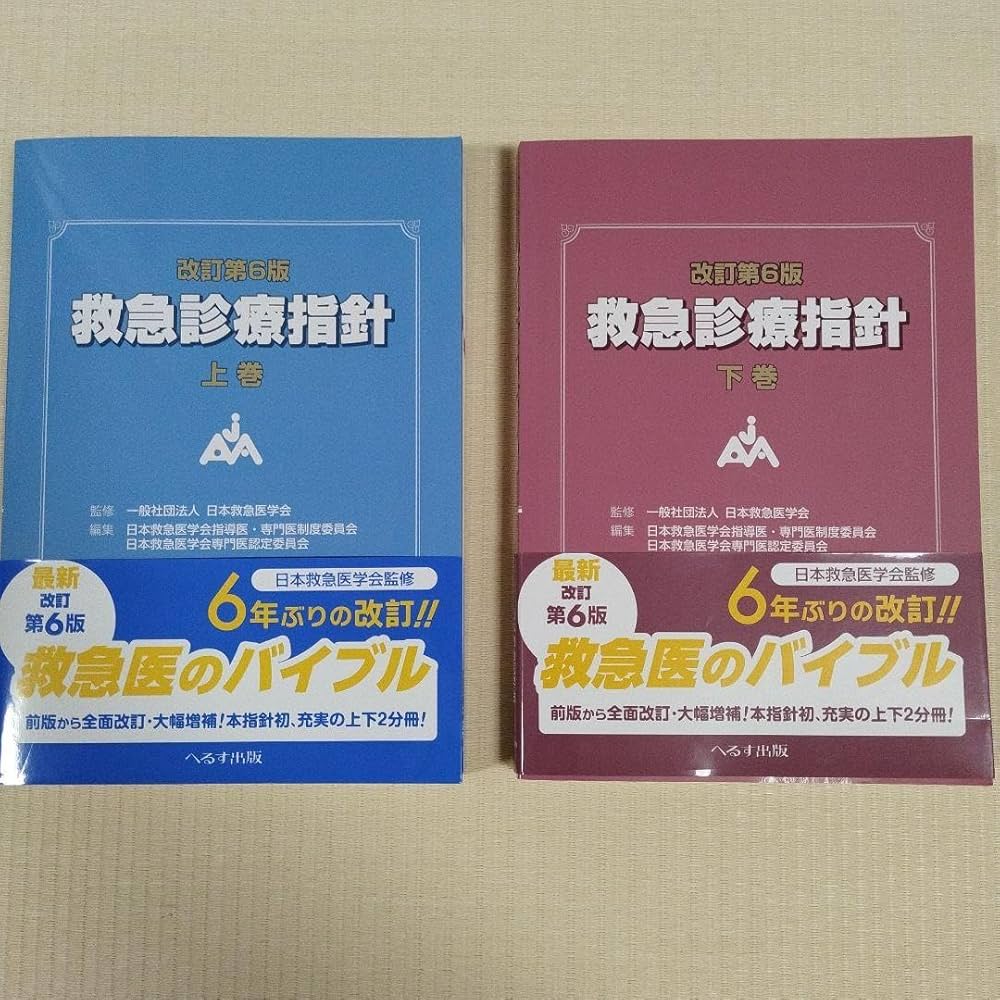 改訂第6版
救急診療指針
上巻
JAAM
監修 一般社団法人 日本救急医学会
編集 日本救急医学会指導医・専門医制度委員会
日本救急医学会専門医認定委員会
最新
改訂
第6版
日本救急医学会監修
6年ぶりの改訂!!
救急医のバイブル
前版から全面改訂・大幅増補!本指針初、充実の上下2分冊!
へるす出版
改訂第6版
救急診療指針
下巻
JAAM
監修 一般社団法人 日本救急医学会
編集 日本救急医学会指導医・専門医制度委員会
日本救急医学会専門医認定委員会
最新
改訂
第6版
日本救急医学会監修
6年ぶりの改訂!!
救急医のバイブル
前版から全面改訂・大幅増補!本指針初、充実の上下2分冊!
へるす出版